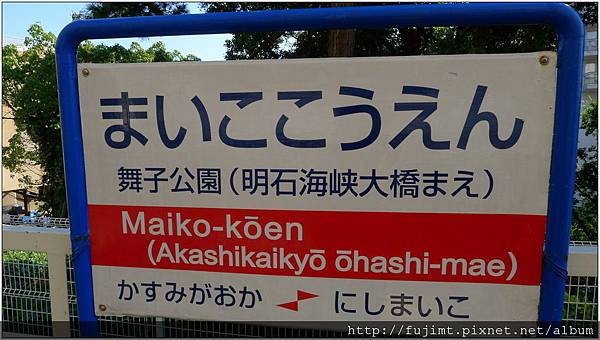 まいここうえん
舞子公園（明石海峡大橋まえ）
Maiko-kōen
(Akashikaikyō ōhashi-mae)
かすみがおか にしまいこ
http://fujimt.pixnet.net/album